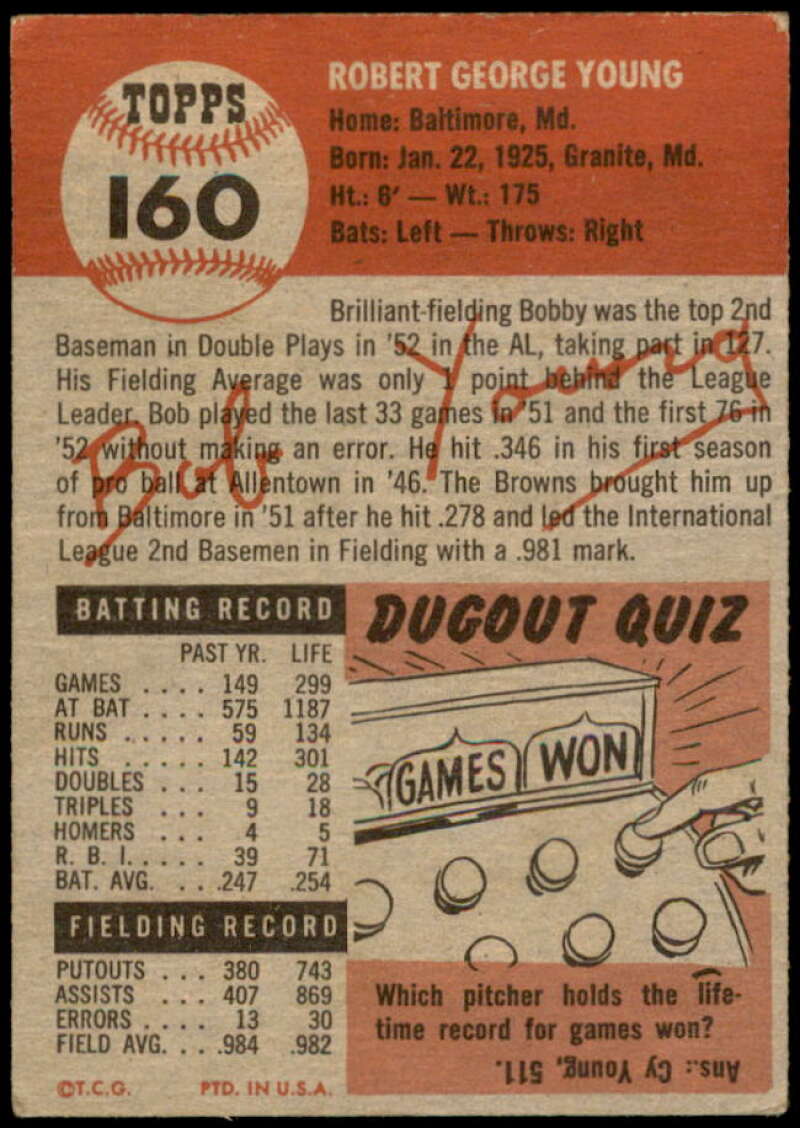 TOPPS
160
ROBERT GEORGE YOUNG
Home: Baltimore, Md.
Born: Jan. 22, 1925, Granite, Md.
Ht.: 6' — Wt.: 175
Bats: Left — Throws: Right
Brilliant-fielding Bobby was the top 2nd
Baseman in Double Plays in '52 in the AL, taking part in 127.
His Fielding Average was only 1 point behind the League
Leader. Bob played the last 33 games in '51 and the first 76 in
'52 without making an error. He hit .346 in his first season
of pro ball at Allentown in '46. The Browns brought him up
from Baltimore in '51 after he hit .278 and led the International
League 2nd Basemen in Fielding with a .981 mark.
Bob Young
BATTING RECORD
PAST YR. LIFE
GAMES .... 149 299
AT BAT .... 575 1187
RUNS ..... 59 134
HITS ..... 142 301
DOUBLES ... 15 28
TRIPLES ... 9 18
HOMERS ... 4 5
R. B. I. .... 39 71
BAT. AVG. ... .247 .254
FIELDING RECORD
PUTOUTS ... 380 743
ASSISTS ... 407 869
ERRORS .... 13 30
FIELD AVG. ... .984 .982
©T.C.G. PTD. IN U.S.A.
DUGOUT QUIZ
GAMES WON
Which pitcher holds the life-
time record for games won?
Ans.: Cy Young, 511.